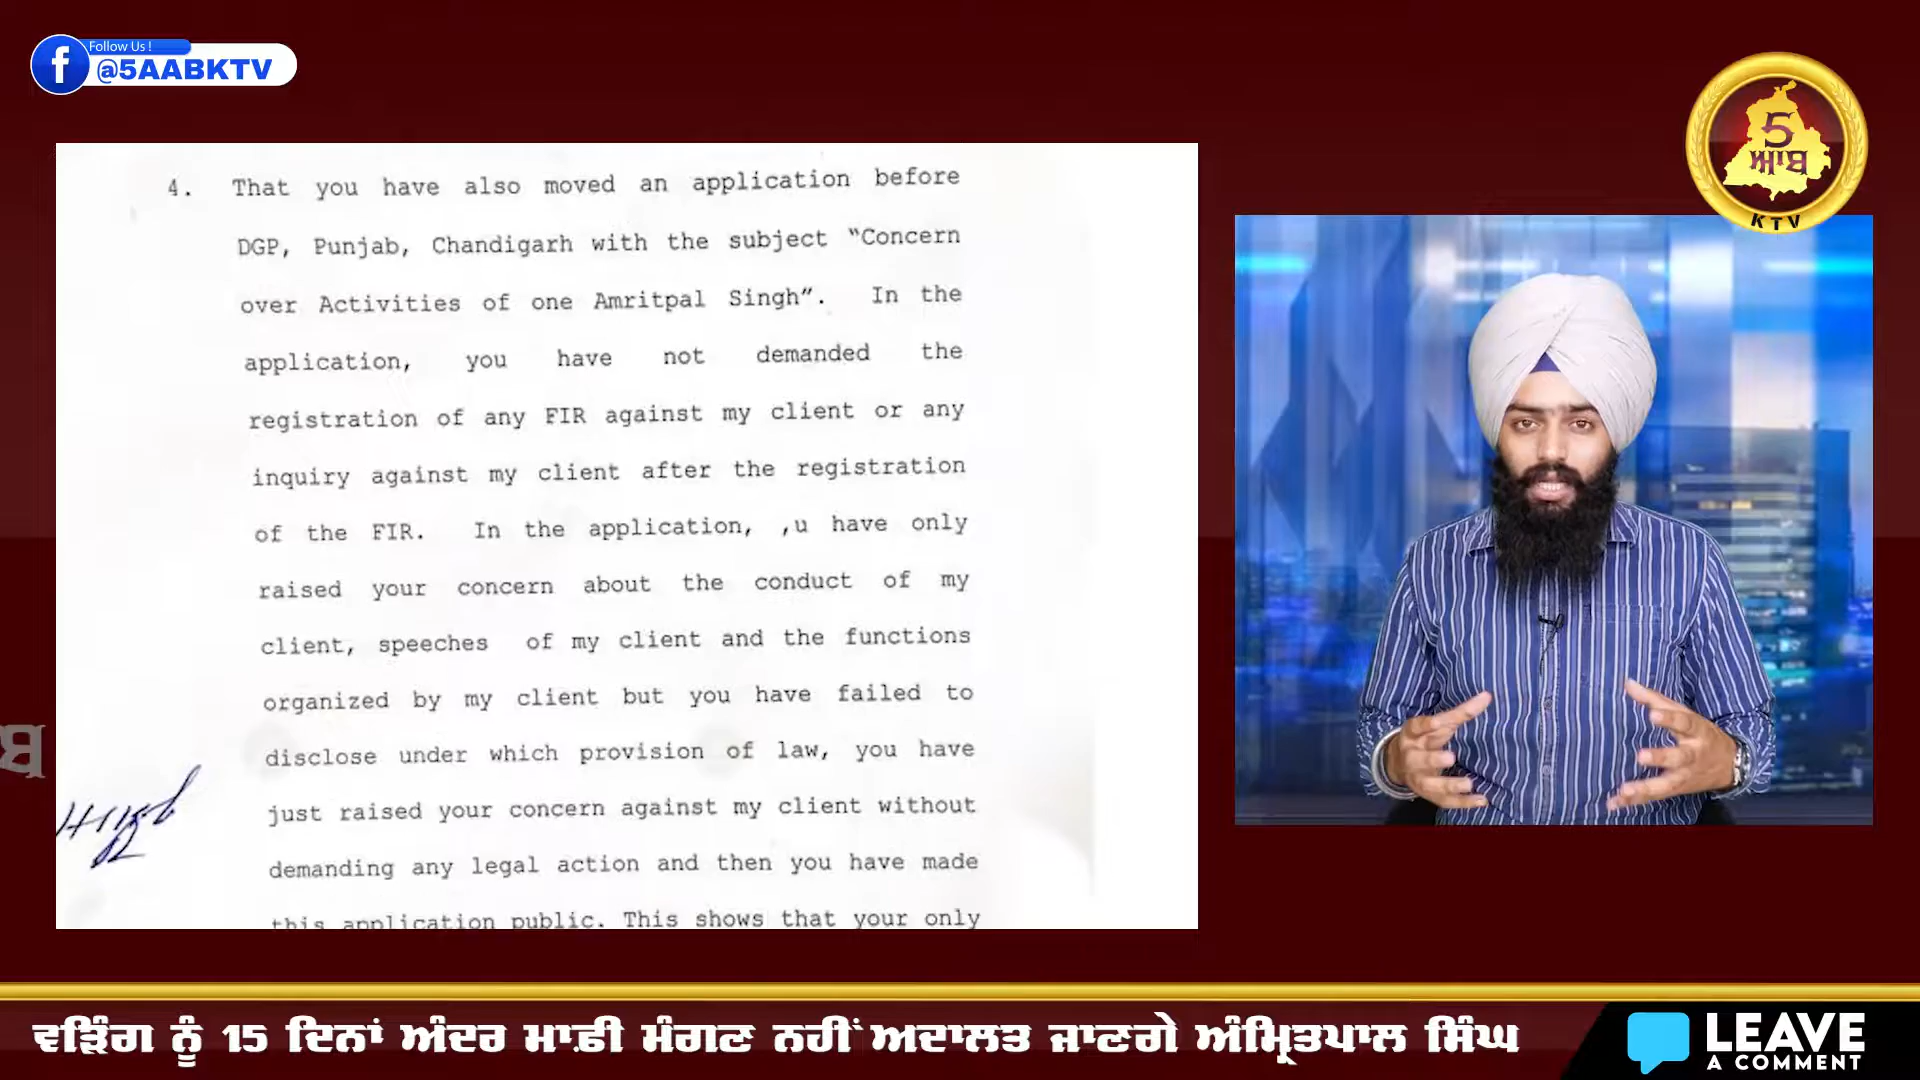 Follow Us !
@5AABKTV
5
ਆਬ
KTV
4. That you have also moved an application before
DGP, Punjab, Chandigarh with the subject "Concern
over Activities of one Amritpal Singh". In the
application, you have not demanded the
registration of any FIR against my client or any
inquiry against my client after the registration
of the FIR. In the application, ,u have only
raised your concern about the conduct of my
client, speeches of my client and the functions
organized by my client but you have failed to
disclose under which provision of law, you have
just raised your concern against my client without
demanding any legal action and then you have made
this application public. This shows that your only
ਬ
ਵੜਿੰਗ ਨੂੰ 15 ਦਿਨਾਂ ਅੰਦਰ ਮਾਫ਼ੀ ਮੰਗਣ ਨਹੀਂ ਅਦਾਲਤ ਜਾਣਗੇ ਅੰਮ੍ਰਿਤਪਾਲ ਸਿੰਘ
LEAVE
A COMMENT